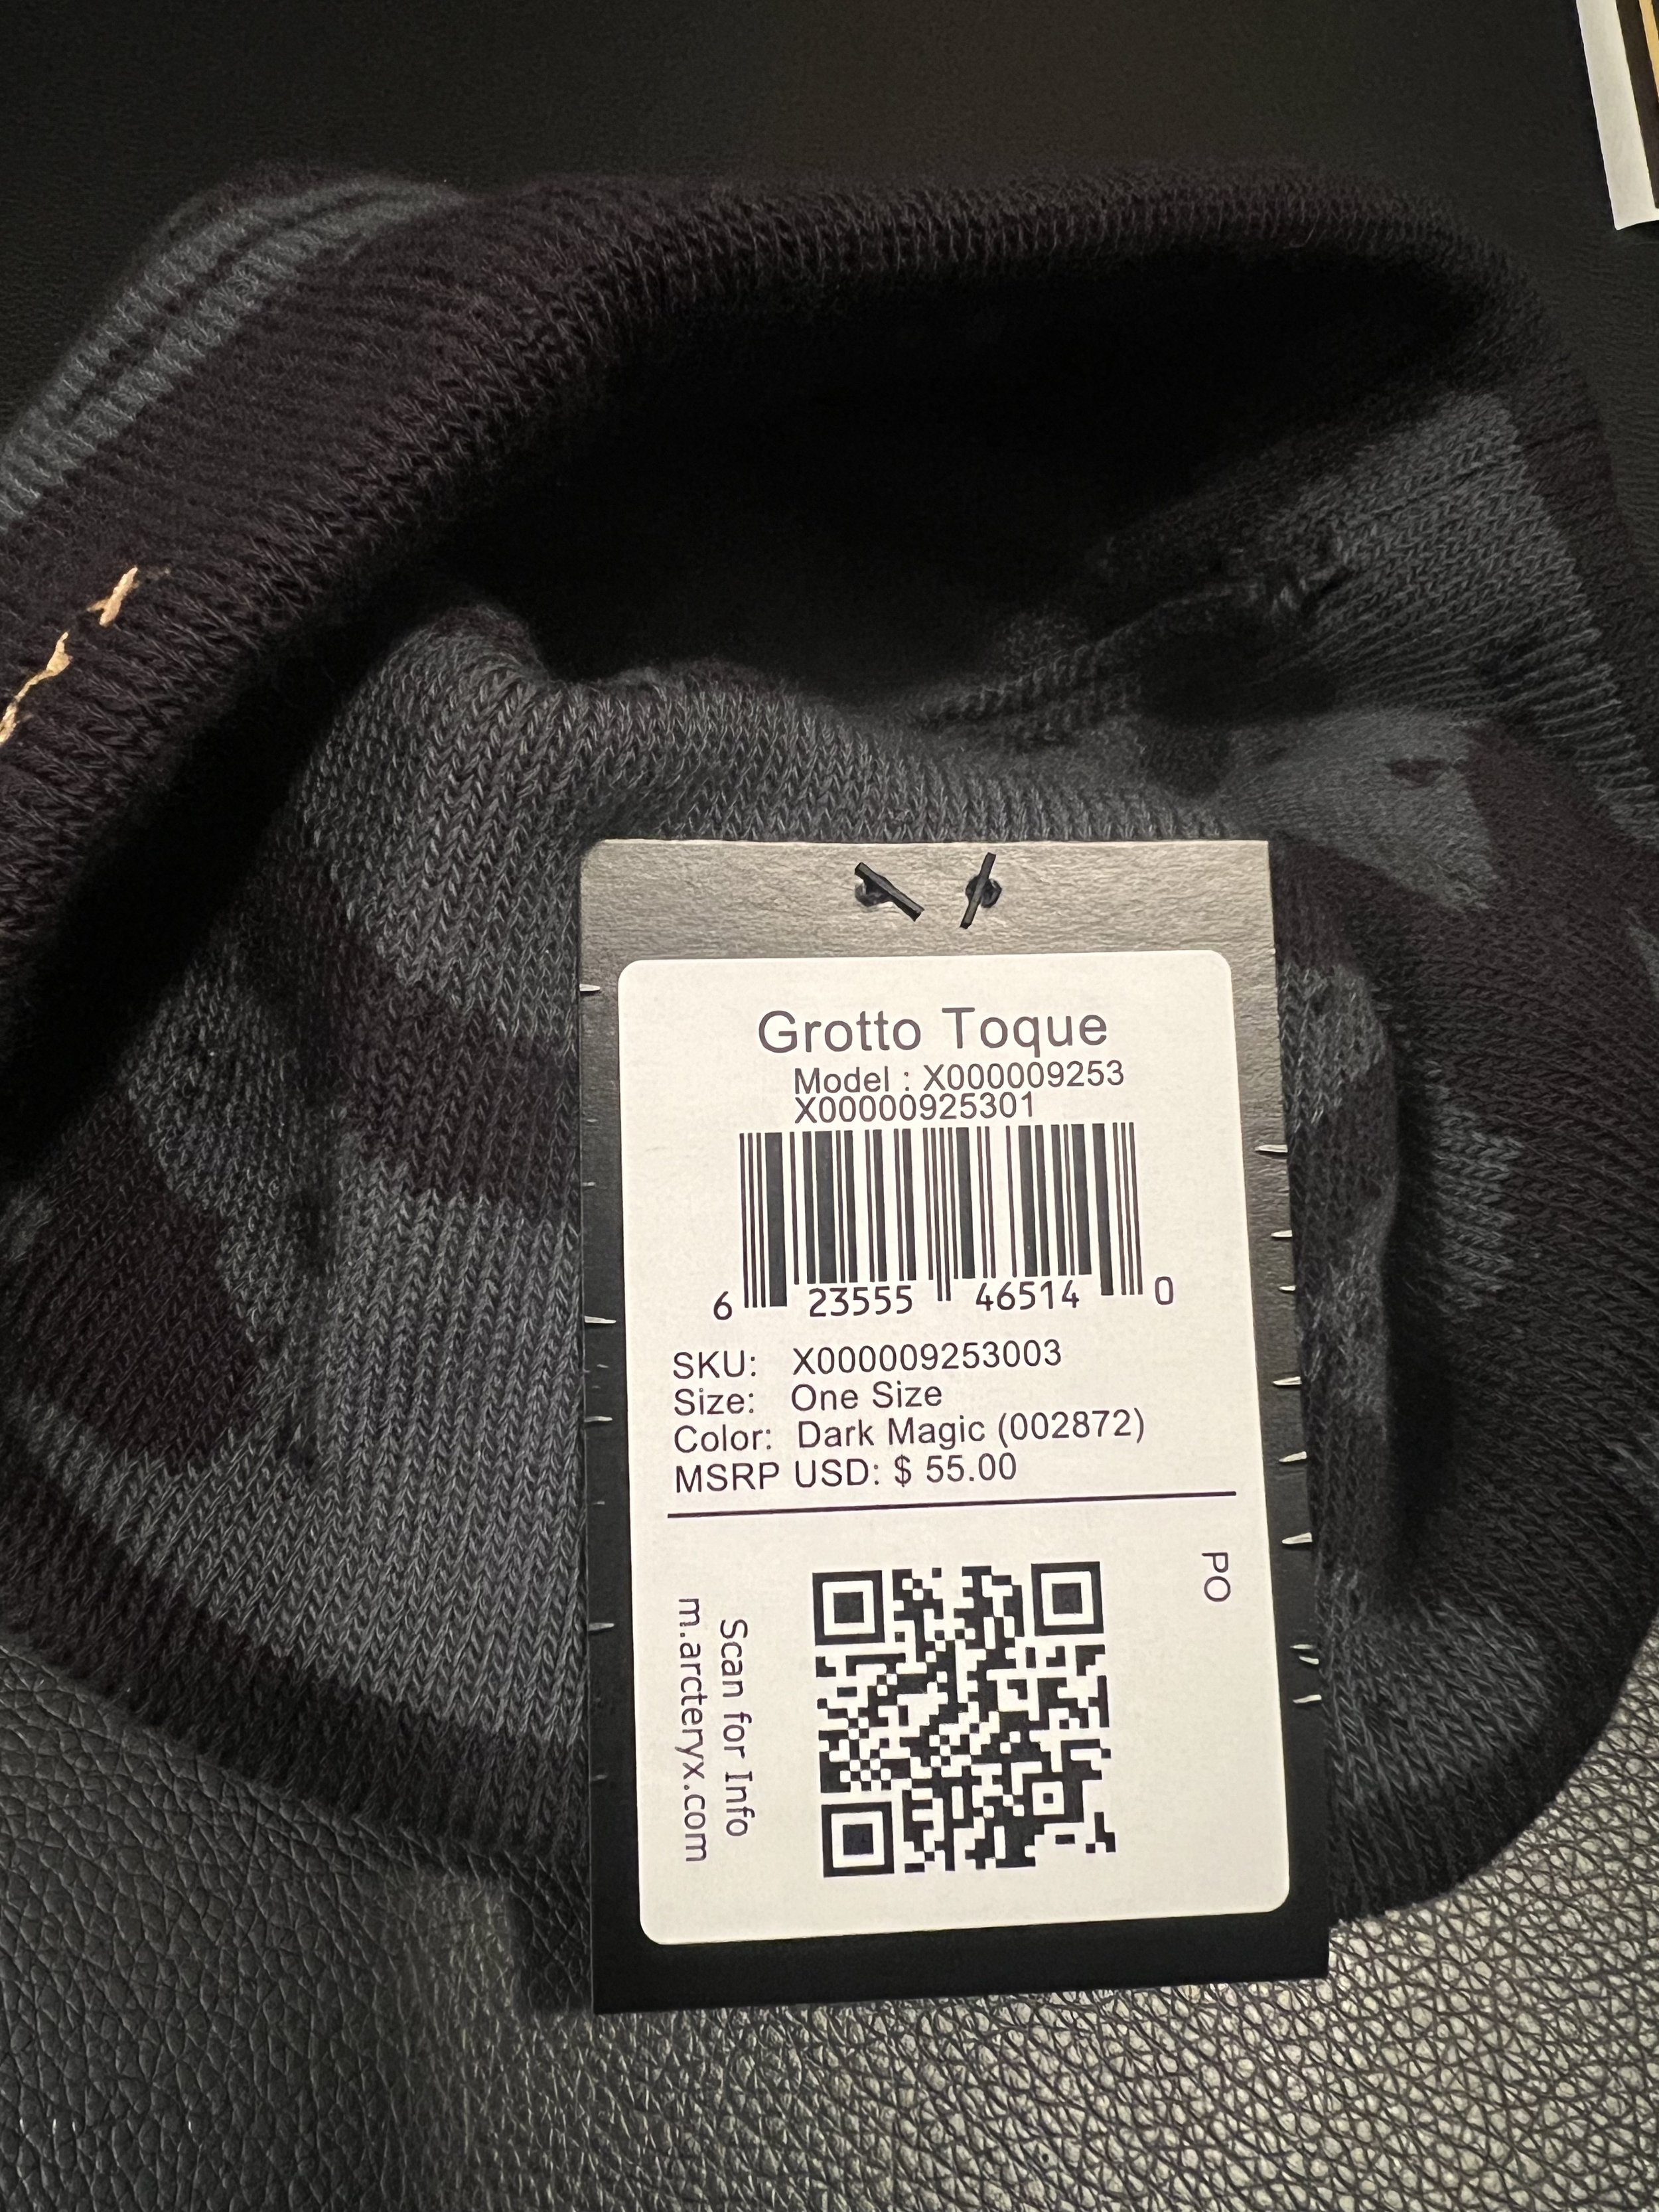 Grotto Toque
Model : X000009253
X00000925301
6 23555 46514 0
SKU: X000009253003
Size: One Size
Color: Dark Magic (002872)
MSRP USD: $ 55.00
PO
Scan for Info
m.arcteryx.com